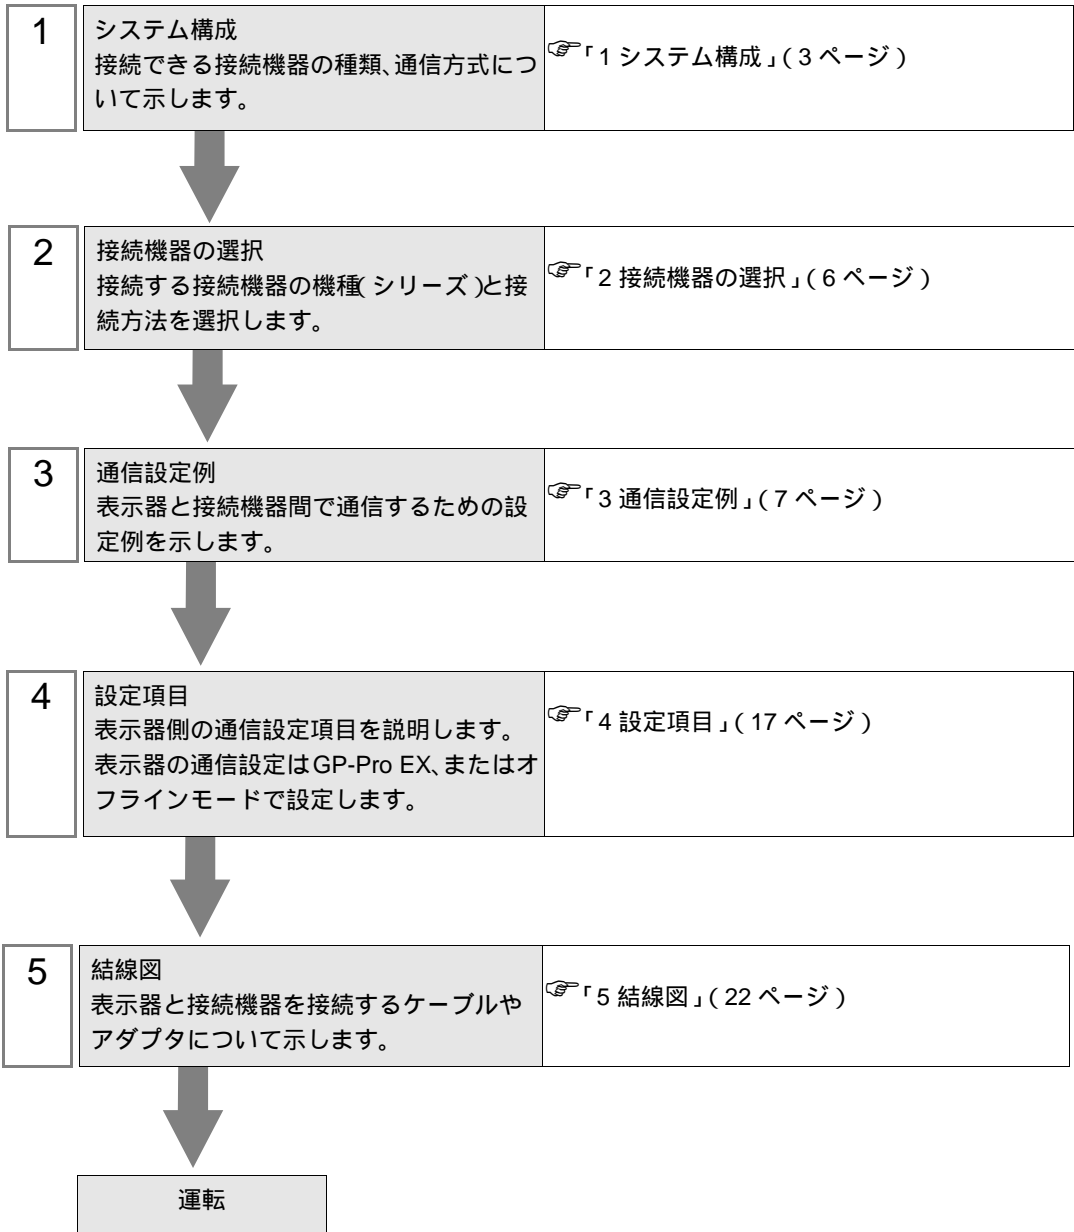 1
システム構成
接続できる接続機器の種類、通信方式につ
いて示します。
☞「1 システム構成」( 3 ページ )
2
接続機器の選択
接続する接続機器の機種( シリーズ )と接
続方法を選択します。
☞「2 接続機器の選択」( 6 ページ )
3
通信設定例
表示器と接続機器間で通信するための設
定例を示します。
☞「3 通信設定例」( 7 ページ )
4
設定項目
表示器側の通信設定項目を説明します。
表示器の通信設定はGP-Pro EX、またはオ
フラインモードで設定します。
☞「4 設定項目」( 17 ページ )
5
結線図
表示器と接続機器を接続するケーブルや
アダプタについて示します。
☞「5 結線図」( 22 ページ )
運転